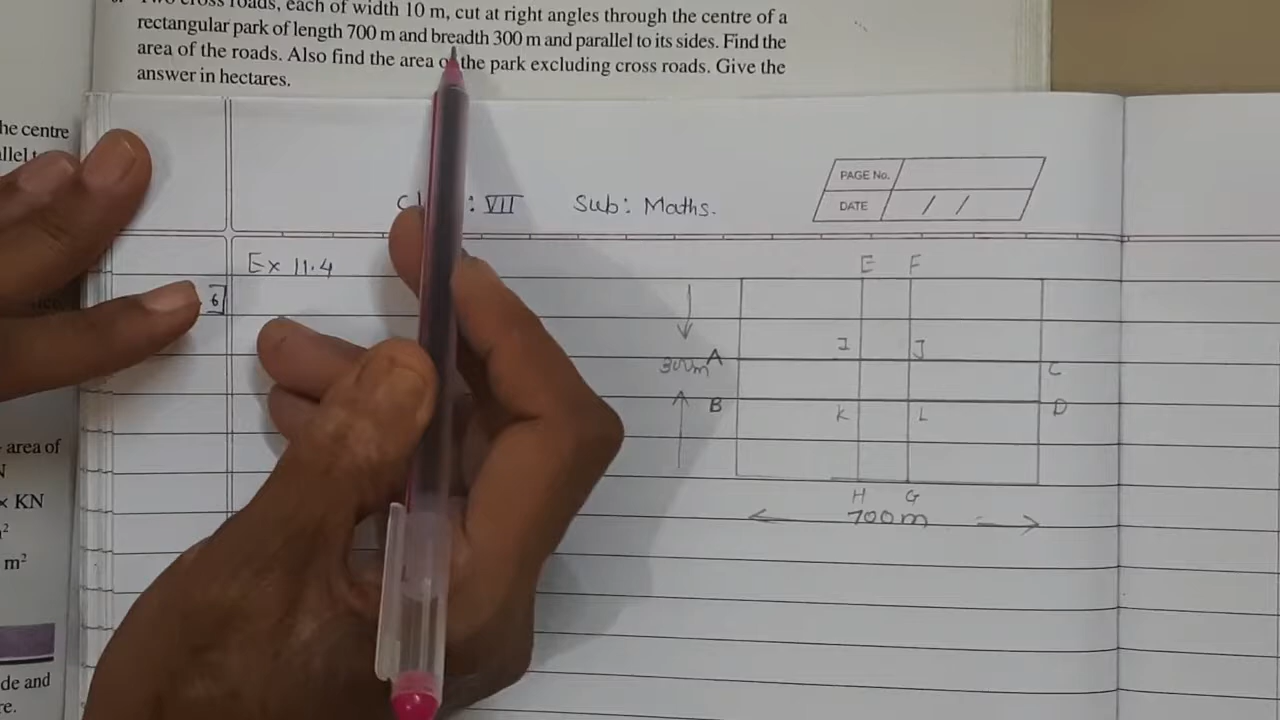 cross roads, each of width 10 m, cut at right angles through the centre of a
rectangular park of length 700 m and breadth 300 m and parallel to its sides. Find the
area of the roads. Also find the area of the park excluding cross roads. Give the
answer in hectares.
he centre
PAGE No.
DATE / /
: VII Sub: Maths.
Ex 11.4
6
E F
I J
300m A
C
B
K L
D
H G
700m
area of
× KN
m²
de and
re.